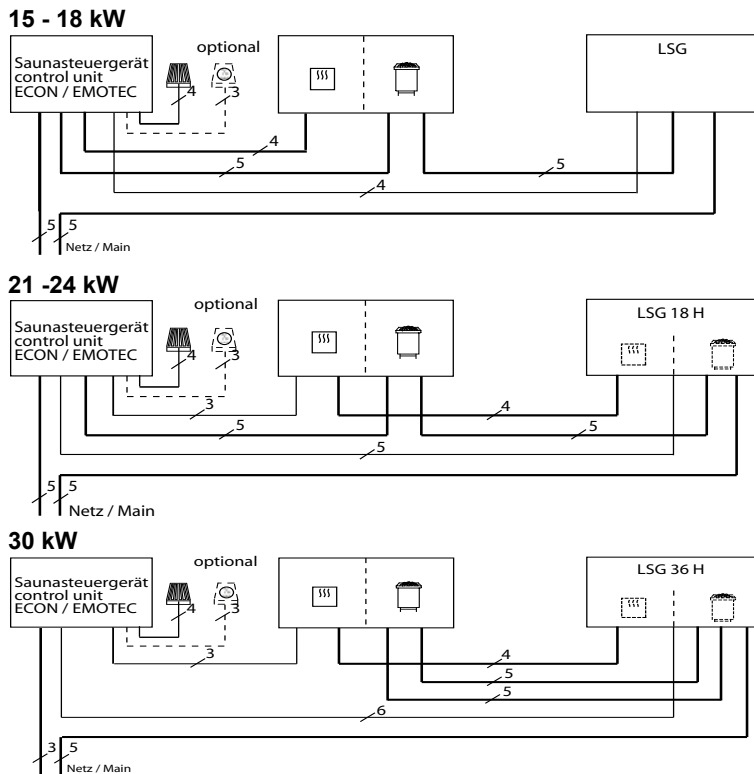 15 - 18 kW
optional
LSG
Saunasteuergerät
control unit
ECON / EMOTEC
4
3
4
5
5
4
5
5
Netz / Main
21 -24 kW
optional
LSG 18 H
Saunasteuergerät
control unit
ECON / EMOTEC
4
3
3
4
5
5
5
5
5
Netz / Main
30 kW
optional
LSG 36 H
Saunasteuergerät
control unit
ECON / EMOTEC
4
3
3
4
5
5
6
3
5
Netz / Main